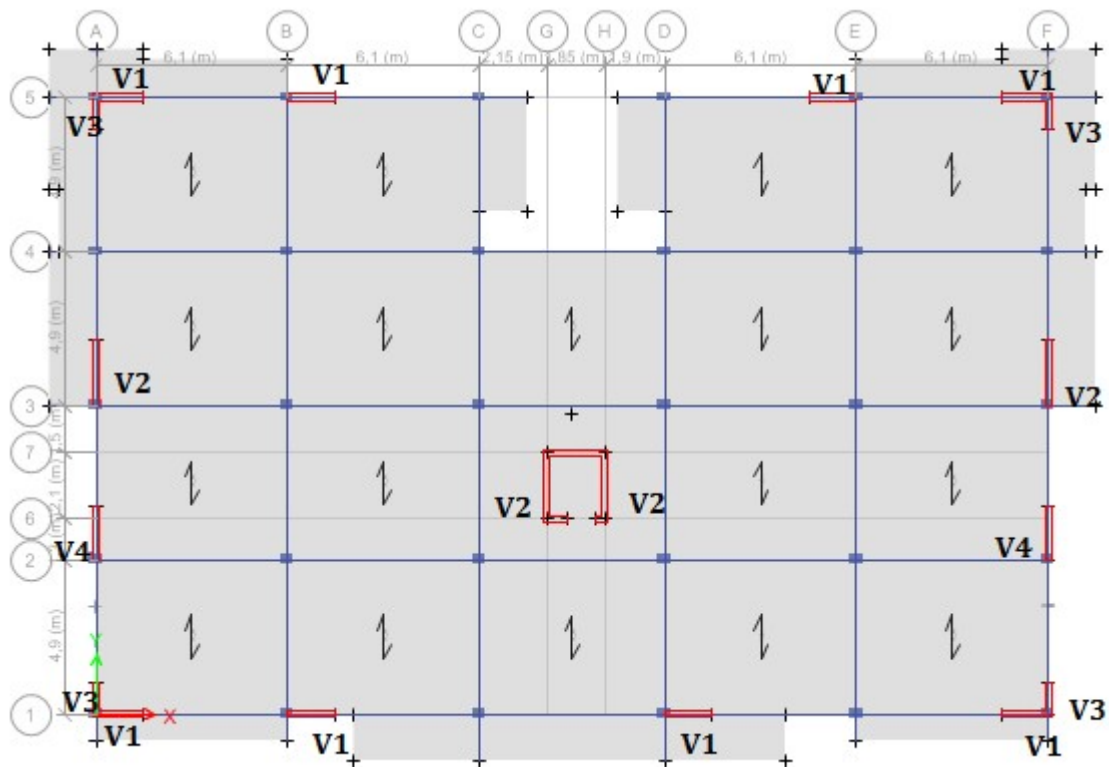 A B C G H D E F
6,1 (m) 6,1 (m) 2,15 (m) 1,85 (m) 1,9 (m) 6,1 (m) 6,1 (m)
V1 V1 V1 V1
5
V3 V3
4
4,9 (m)
V2 V2
3
7
2,1 (m)
V2 V2
6
V4 V4
2
4,9 (m)
Y
V3 V3
1 X
V1 V1 V1 V1